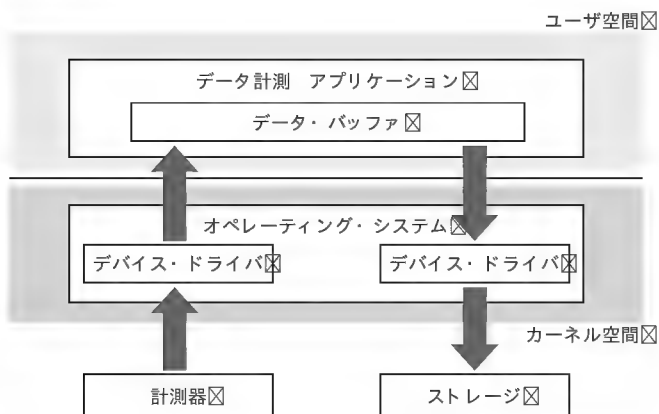 ユーザ空間
データ計測 アプリケーション
データ・バッファ
オペレーティング・システム
デバイス・ドライバ
デバイス・ドライバ
カーネル空間
計測器
ストレージ